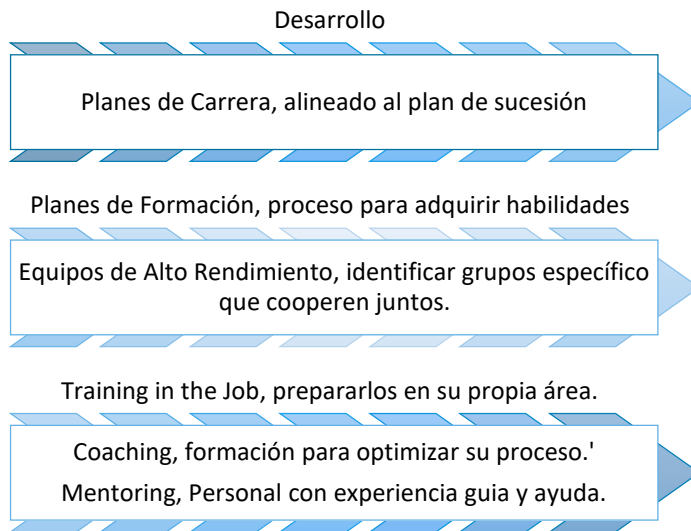 Desarrollo
Planes de Carrera, alineado al plan de sucesión
Planes de Formación, proceso para adquirir habilidades
Equipos de Alto Rendimiento, identificar grupos específico
que cooperen juntos.
Training in the Job, prepararlos en su propia área.
Coaching, formación para optimizar su proceso.'
Mentoring, Personal con experiencia guia y ayuda.